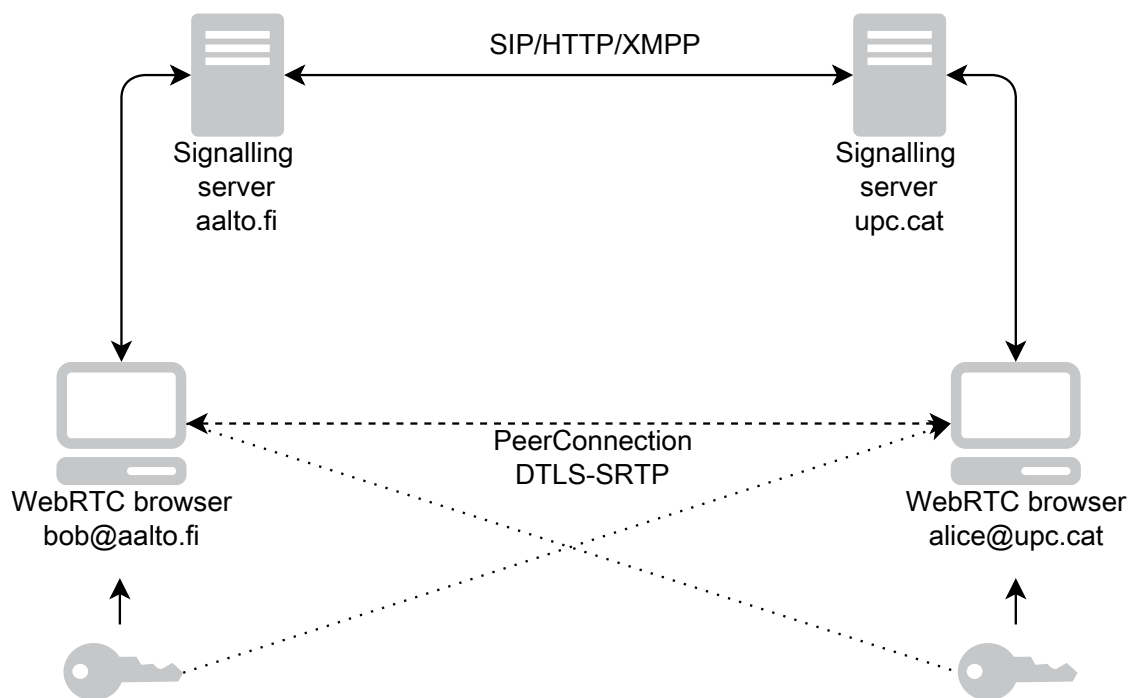 SIP/HTTP/XMPP
Signalling
server
aalto.fi
Signalling
server
upc.cat
PeerConnection
DTLS-SRTP
WebRTC browser
bob@aalto.fi
WebRTC browser
alice@upc.cat